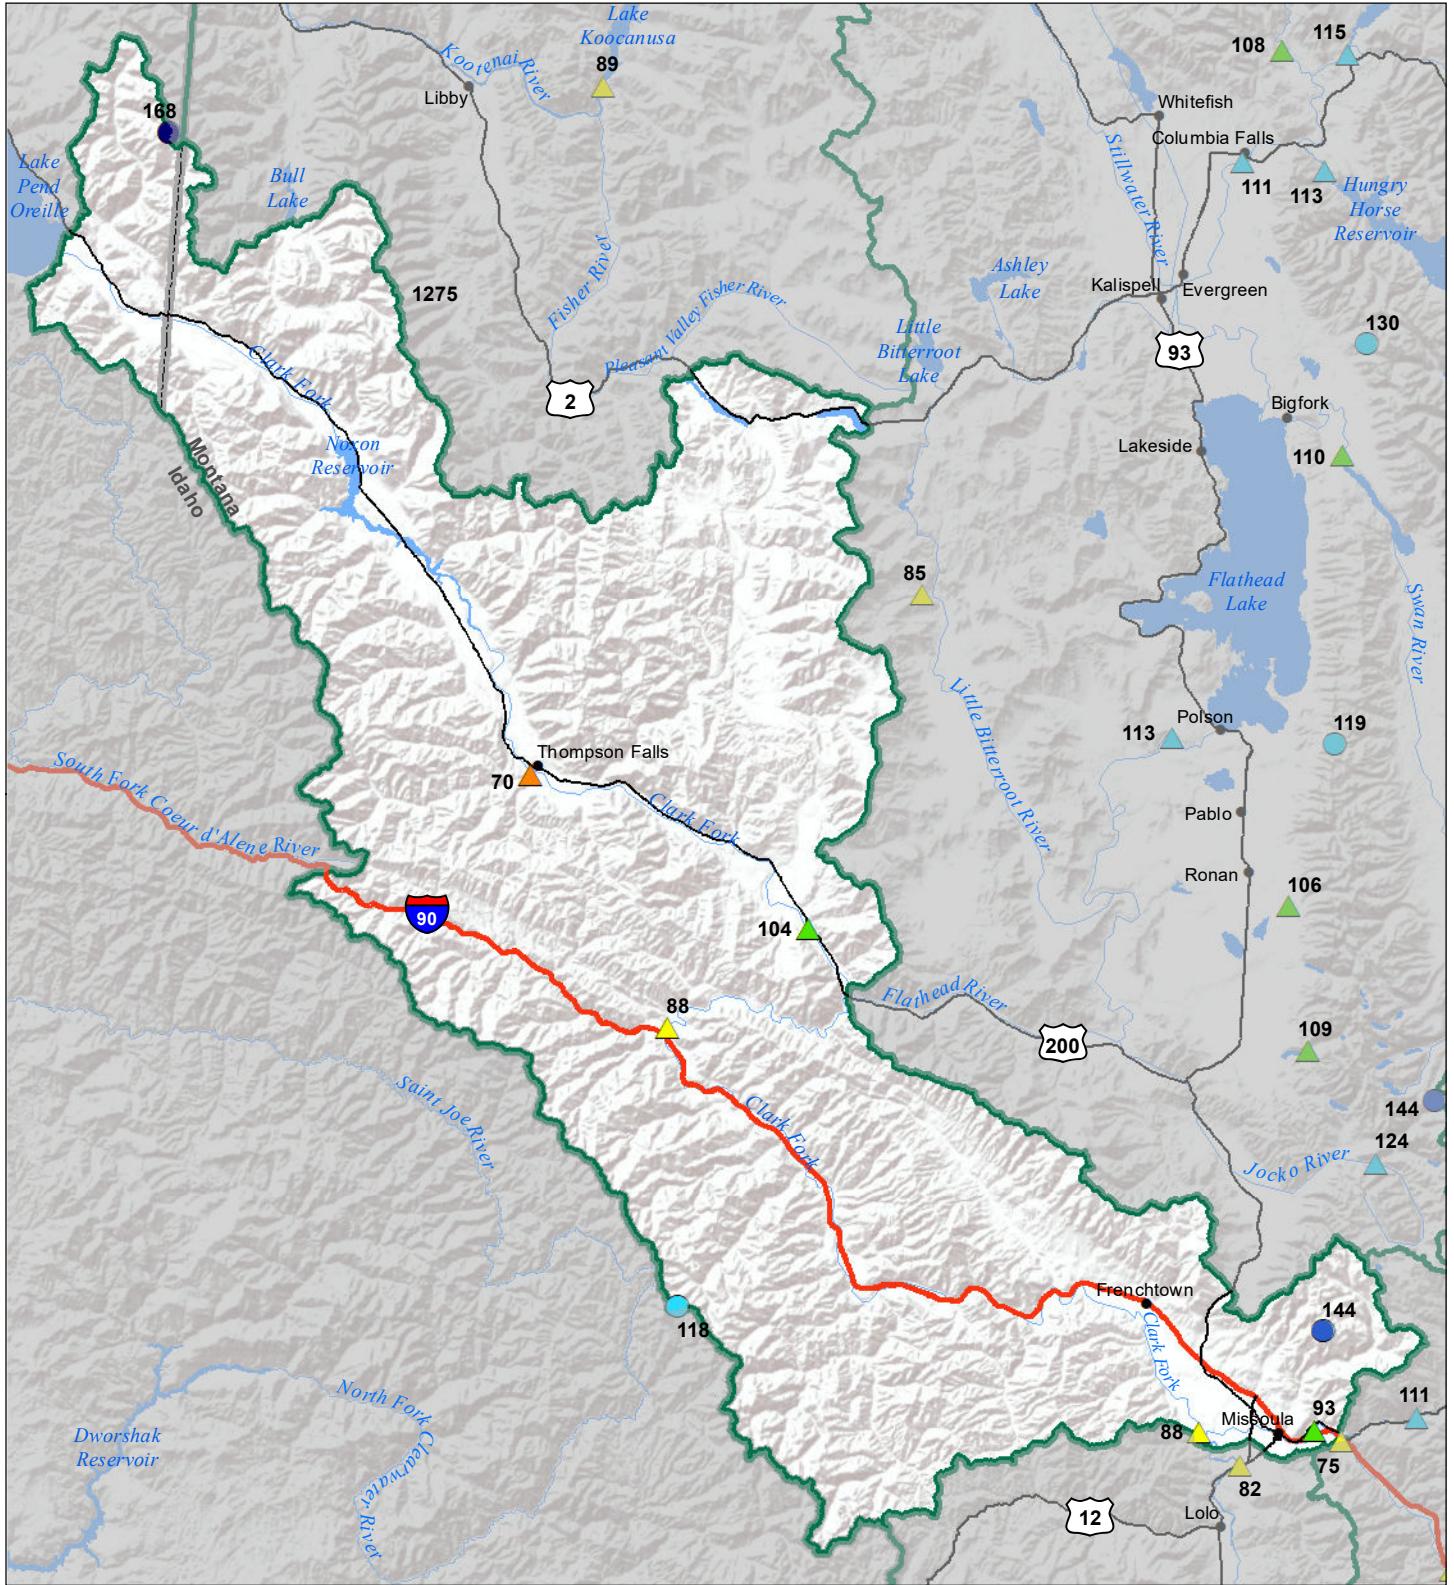 Lake
Koocanusa
108
115
Kootenai River
89
Libby
Whitefish
168
Columbia Falls
Stillwater River
111
113
Lake
Pend
Oreille
Bull
Lake
Hungry
Horse
Reservoir
Fisher River
Ashley
Lake
1275
Kalispell
Evergreen
Pleasant Valley Fisher River
130
Little
Bitterroot
Lake
93
Clark Fork
2
Bigfork
Noxon
Reservoir
Lakeside
110
Montana
Idaho
85
Flathead
Lake
Swan River
Little Bitterroot River
Polson
113
119
Thompson Falls
70
South Fork Coeur d'Alene River
Clark Fork
Pablo
Ronan
106
90
104
Flathead River
88
200
109
Saint Joe River
144
Clark Fork
124
Jocko River
Frenchtown
118
144
Clark Fork
North Fork Clearwater River
93
111
Missoula
Dworshak
Reservoir
88
75
82
12
Lolo